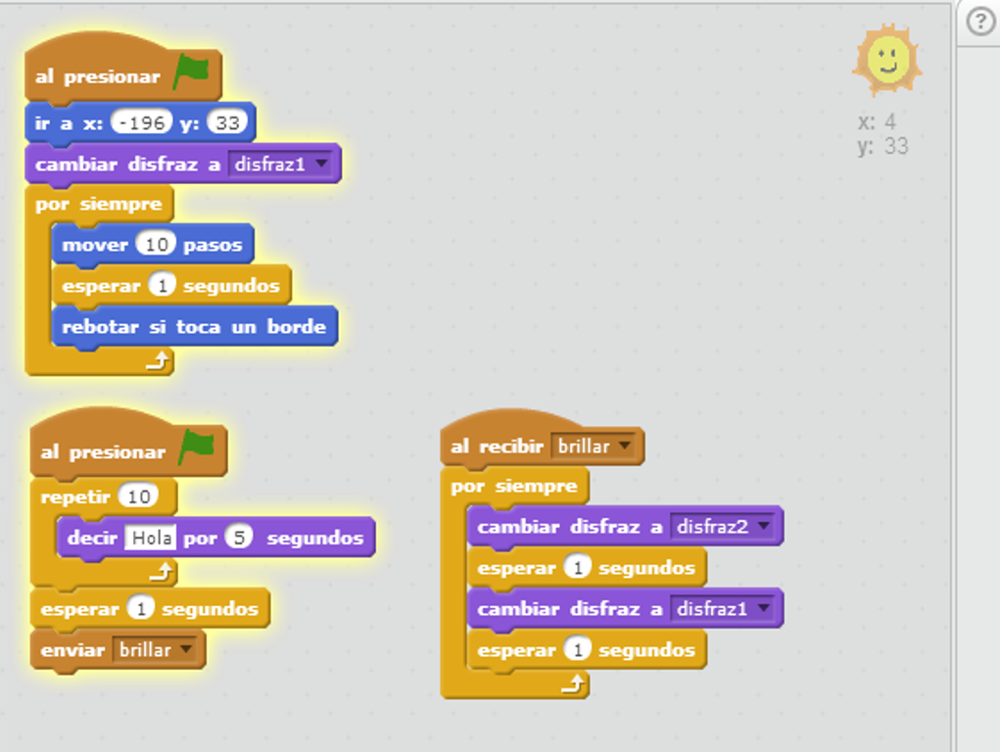 al presionar
ir a x: -196 y: 33
cambiar disfraz a disfraz1
por siempre
mover 10 pasos
esperar 1 segundos
rebotar si toca un borde
al presionar
repetir 10
decir Hola por 5 segundos
esperar 1 segundos
enviar brillar
al recibir brillar
por siempre
cambiar disfraz a disfraz2
esperar 1 segundos
cambiar disfraz a disfraz1
esperar 1 segundos
x: 4
y: 33
?